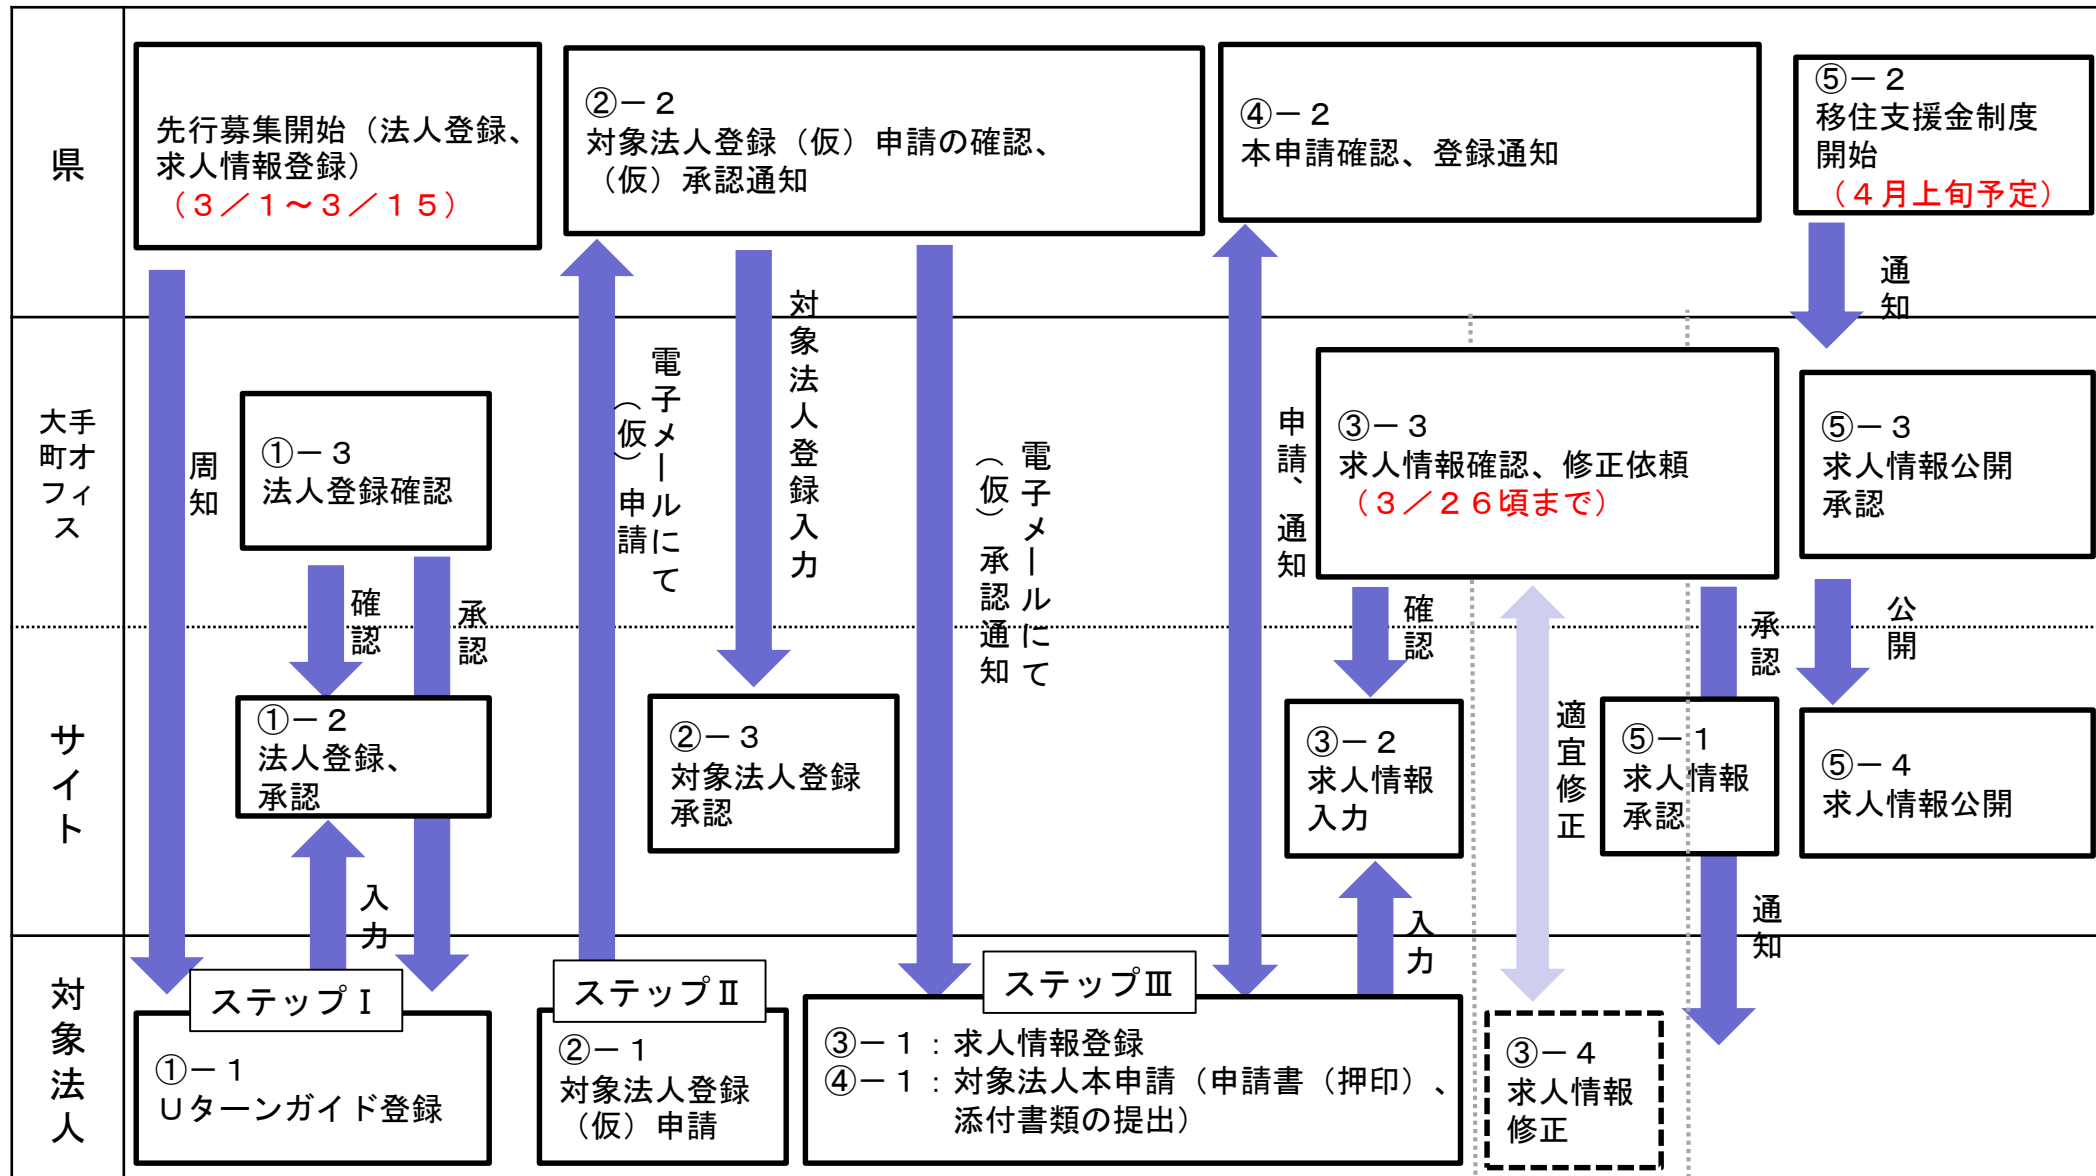 県
先行募集開始（法人登録、
求人情報登録）
（３／１～３／１５）
②－２
対象法人登録（仮）申請の確認、
（仮）承認通知
④－２
本申請確認、登録通知
⑤－２
移住支援金制度
開始
（４月上旬予定）
通知
大手
町オ
フィ
ス
周知
①－３
法人登録確認
確認
承認
電子メールにて
（仮）申請
対象法人登録入力
電子メールにて
（仮）承認通知
申請、通知
③－３
求人情報確認、修正依頼
（３／２６頃まで）
確認
承認
⑤－３
求人情報公開
承認
公開
サイト
①－２
法人登録、
承認
入力
②－３
対象法人登録
承認
③－２
求人情報
入力
入力
適宜修正
⑤－１
求人情報
承認
通知
⑤－４
求人情報公開
対象法人
ステップⅠ
①－１
Ｕターンガイド登録
ステップⅡ
②－１
対象法人登録
（仮）申請
ステップⅢ
③－１：求人情報登録
④－１：対象法人本申請（申請書（押印）、
添付書類の提出）
③－４
求人情報
修正